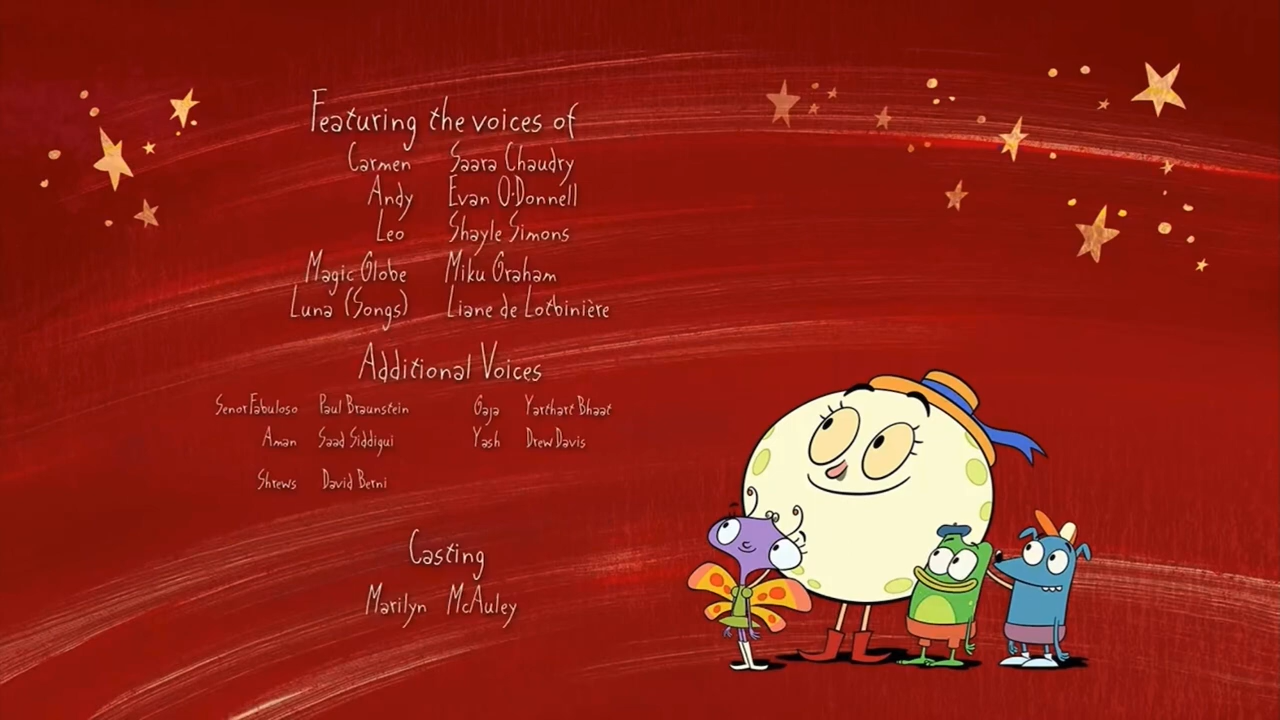 Featuring the voices of
Carmen Saara Chaudry
Andy Evan O'Donnell
Leo Shayle Simons
Magic Globe Miku Graham
Luna (Songs) Liane de Lotbinière
Additional Voices
Senor Fabuloso Paul Braunstein Gaja Yarthart Bhaat
Aman Saad Siddiqui Yash Drew Davis
Shrews David Berni
Casting
Marilyn McAuley